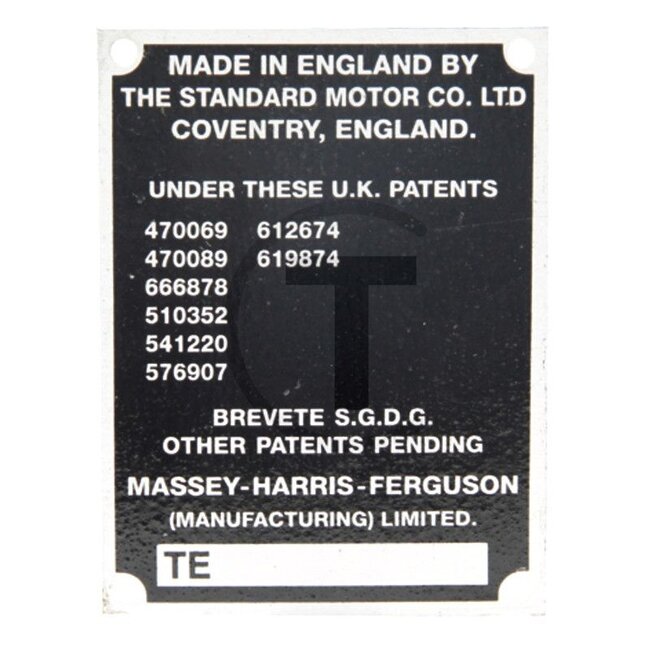 MADE IN ENGLAND BY
THE STANDARD MOTOR CO. LTD
COVENTRY, ENGLAND.
UNDER THESE U.K. PATENTS
470069 612674
470089 619874
666878
510352
541220
576907
BREVETE S.G.D.G.
OTHER PATENTS PENDING
MASSEY-HARRIS-FERGUSON
(MANUFACTURING) LIMITED.
TE